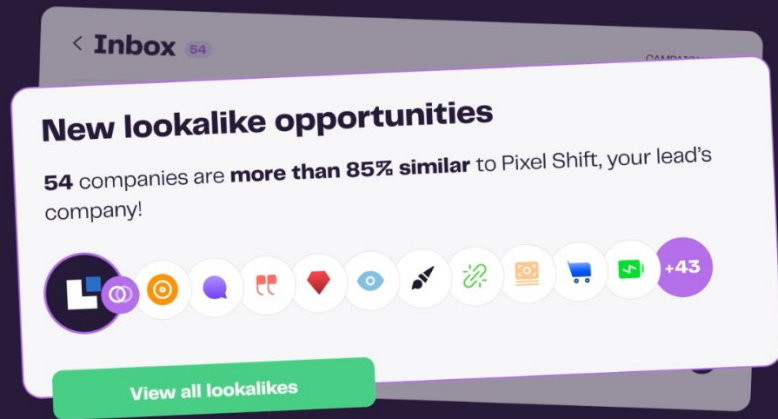 Inbox 54
New lookalike opportunities
54 companies are more than 85% similar to Pixel Shift, your lead's
company!
+43
View all lookalikes